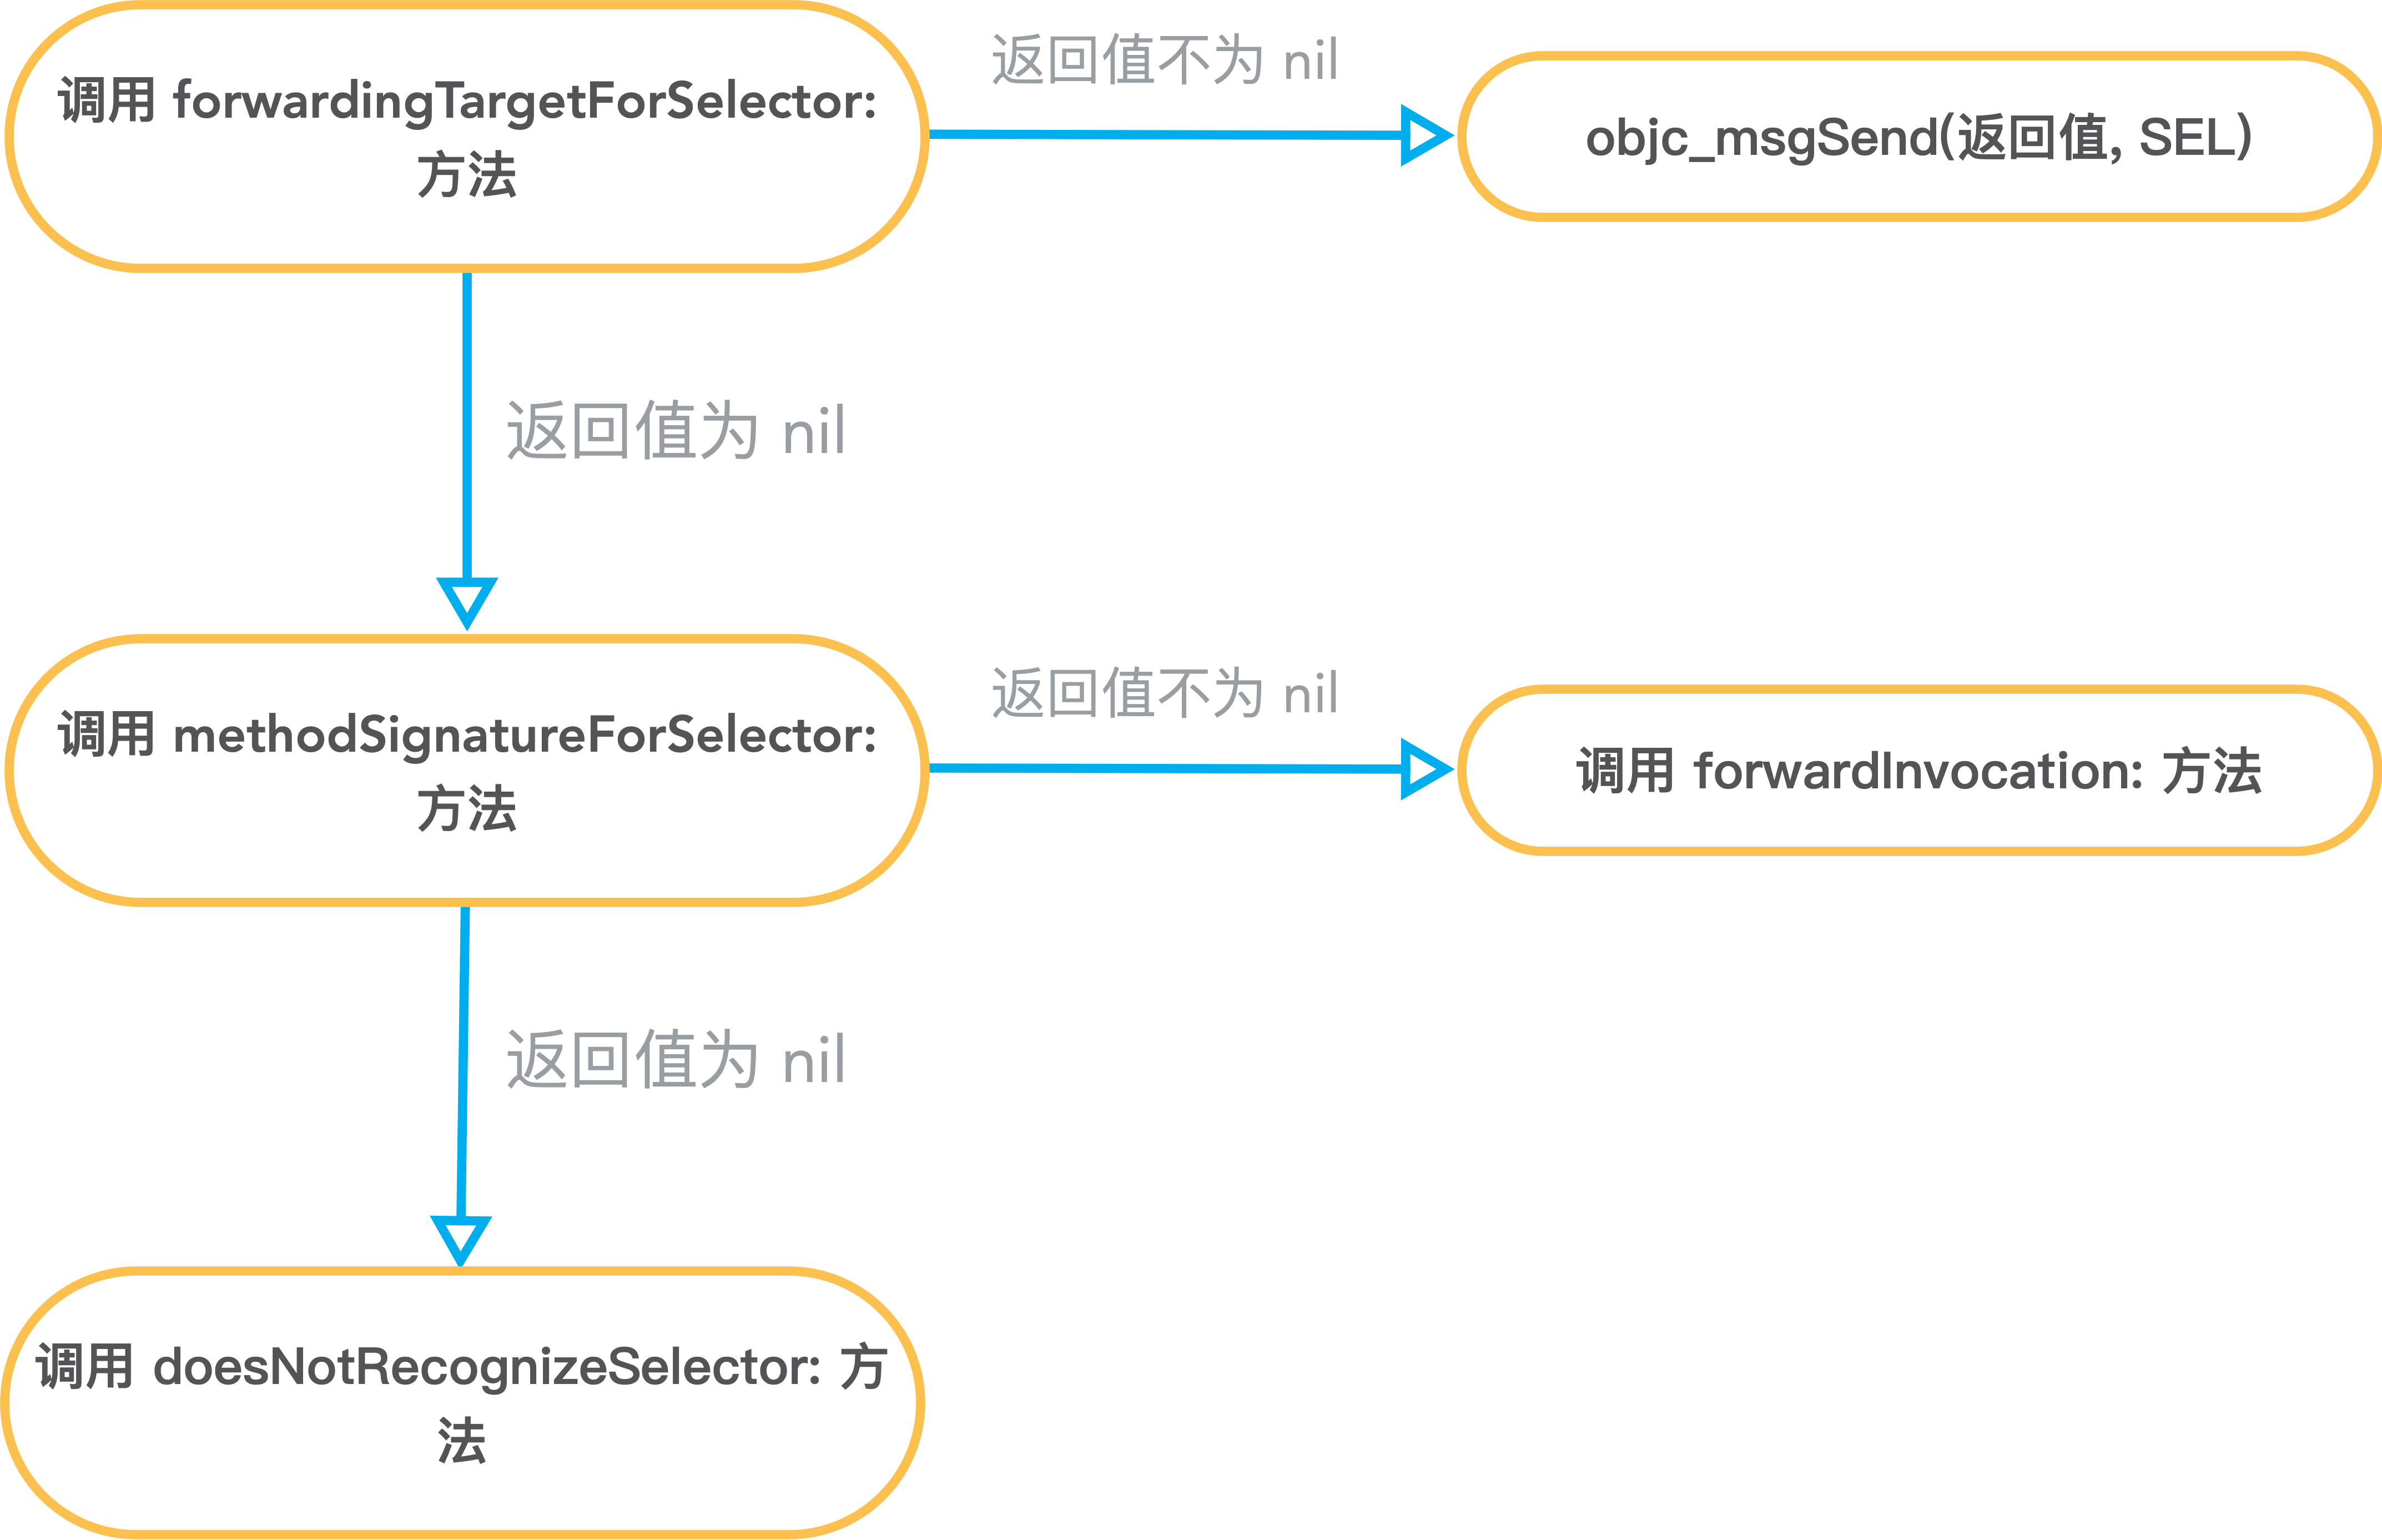 调用 forwardingTargetForSelector:
方法
返回值不为 nil
objc_msgSend(返回值, SEL)
返回值为 nil
调用 methodSignatureForSelector:
方法
返回值不为 nil
调用 forwardInvocation: 方法
返回值为 nil
调用 doesNotRecognizeSelector: 方
法